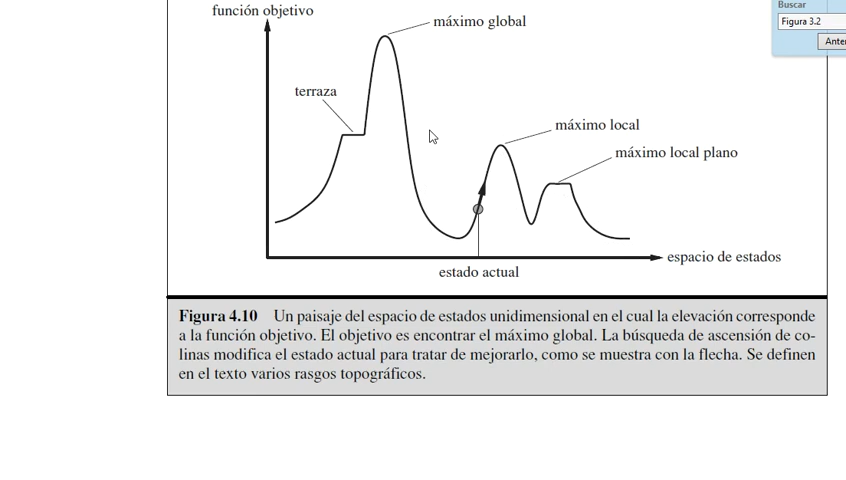 Buscar
Figura 3.2
función objetivo
máximo global
terraza
máximo local
máximo local plano
espacio de estados
estado actual
Figura 4.10 Un paisaje del espacio de estados unidimensional en el cual la elevación corresponde
a la función objetivo. El objetivo es encontrar el máximo global. La búsqueda de ascensión de co-
linas modifica el estado actual para tratar de mejorarlo, como se muestra con la flecha. Se definen
en el texto varios rasgos topográficos.